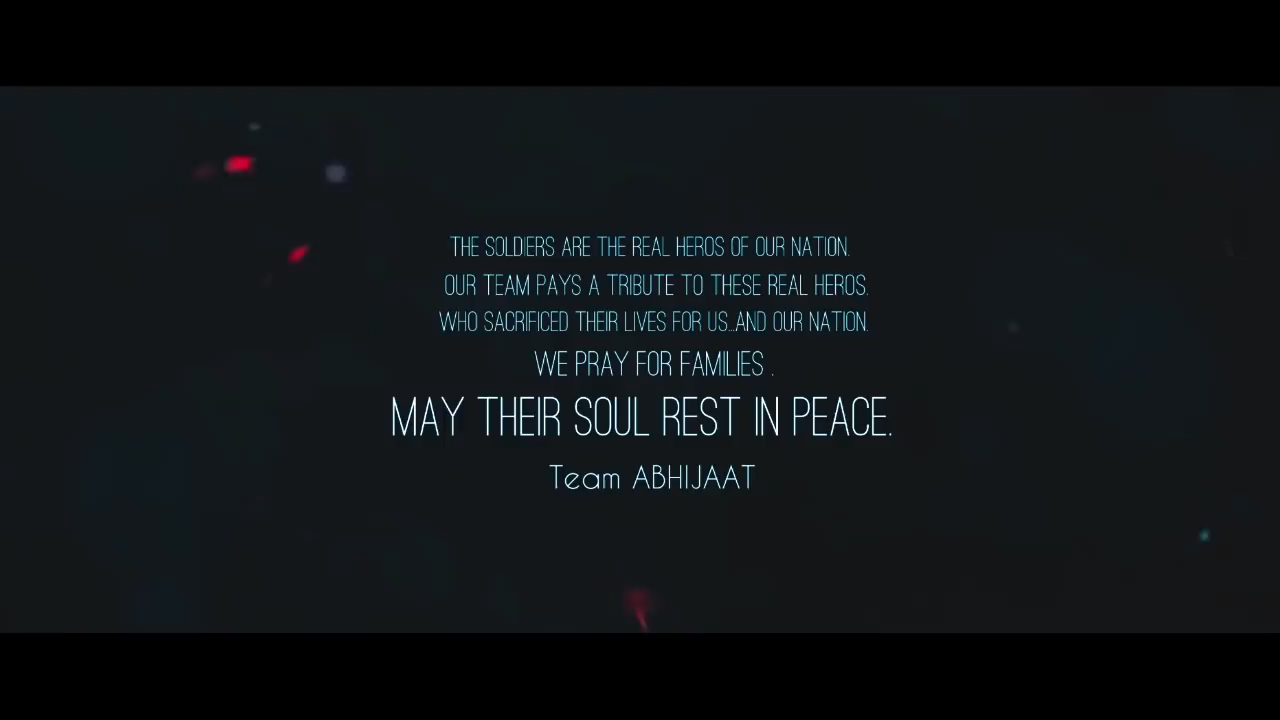 THE SOLDIERS ARE THE REAL HEROS OF OUR NATION.
OUR TEAM PAYS A TRIBUTE TO THESE REAL HEROS.
WHO SACRIFICED THEIR LIVES FOR US...AND OUR NATION.
WE PRAY FOR FAMILIES .
MAY THEIR SOUL REST IN PEACE.
Team ABHIJAAT